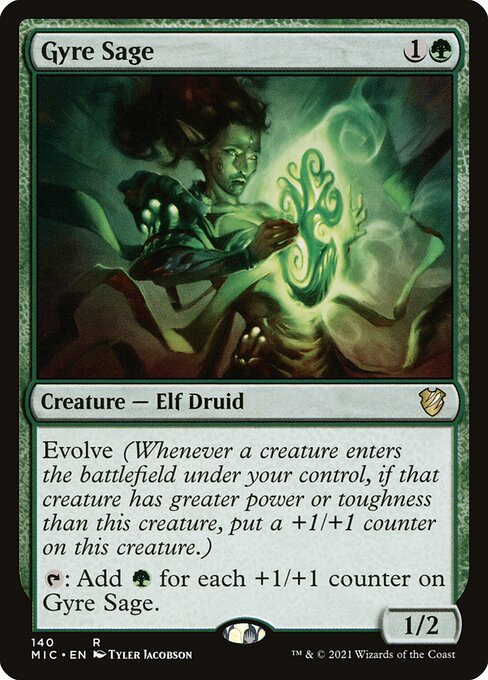 Gyre Sage 1
Creature — Elf Druid
Evolve (Whenever a creature enters
the battlefield under your control, if that
creature has greater power or toughness
than this creature, put a +1/+1 counter
on this creature.)
: Add for each +1/+1 counter on
Gyre Sage.
1/2
140 R
MIC • EN Tyler Jacobson
™ & © 2021 Wizards of the Coast